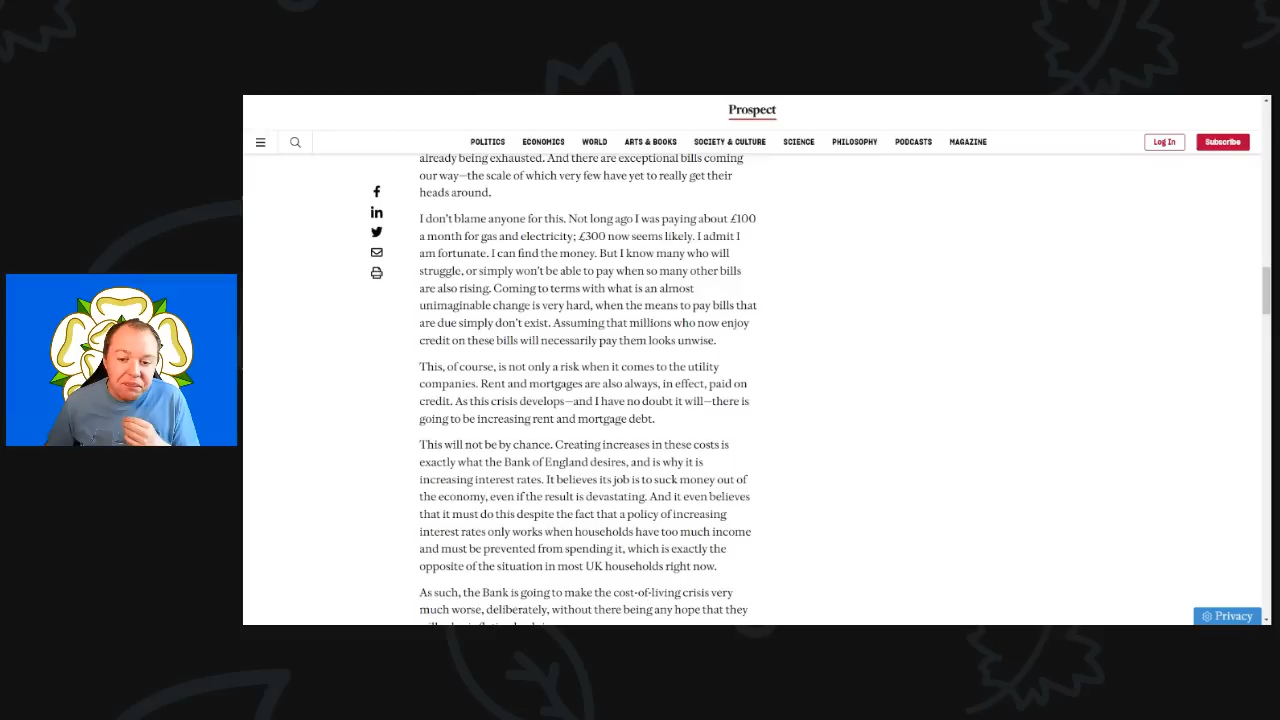 Prospect
POLITICS ECONOMICS WORLD ARTS & BOOKS SOCIETY & CULTURE SCIENCE PHILOSOPHY PODCASTS MAGAZINE Log In Subscribe
already being exhausted. And there are exceptional bills coming
our way—the scale of which very few have yet to really get their
heads around.
I don't blame anyone for this. Not long ago I was paying about £100
a month for gas and electricity; £300 now seems likely. I admit I
am fortunate. I can find the money. But I know many who will
struggle, or simply won't be able to pay when so many other bills
are also rising. Coming to terms with what is an almost
unimaginable change is very hard, when the means to pay bills that
are due simply don't exist. Assuming that millions who now enjoy
credit on these bills will necessarily pay them looks unwise.
This, of course, is not only a risk when it comes to the utility
companies. Rent and mortgages are also always, in effect, paid on
credit. As this crisis develops—and I have no doubt it will—there is
going to be increasing rent and mortgage debt.
This will not be by chance. Creating increases in these costs is
exactly what the Bank of England desires, and is why it is
increasing interest rates. It believes its job is to suck money out of
the economy, even if the result is devastating. And it even believes
that it must do this despite the fact that a policy of increasing
interest rates only works when households have too much income
and must be prevented from spending it, which is exactly the
opposite of the situation in most UK households right now.
As such, the Bank is going to make the cost-of-living crisis very
much worse, deliberately, without there being any hope that they
Privacy